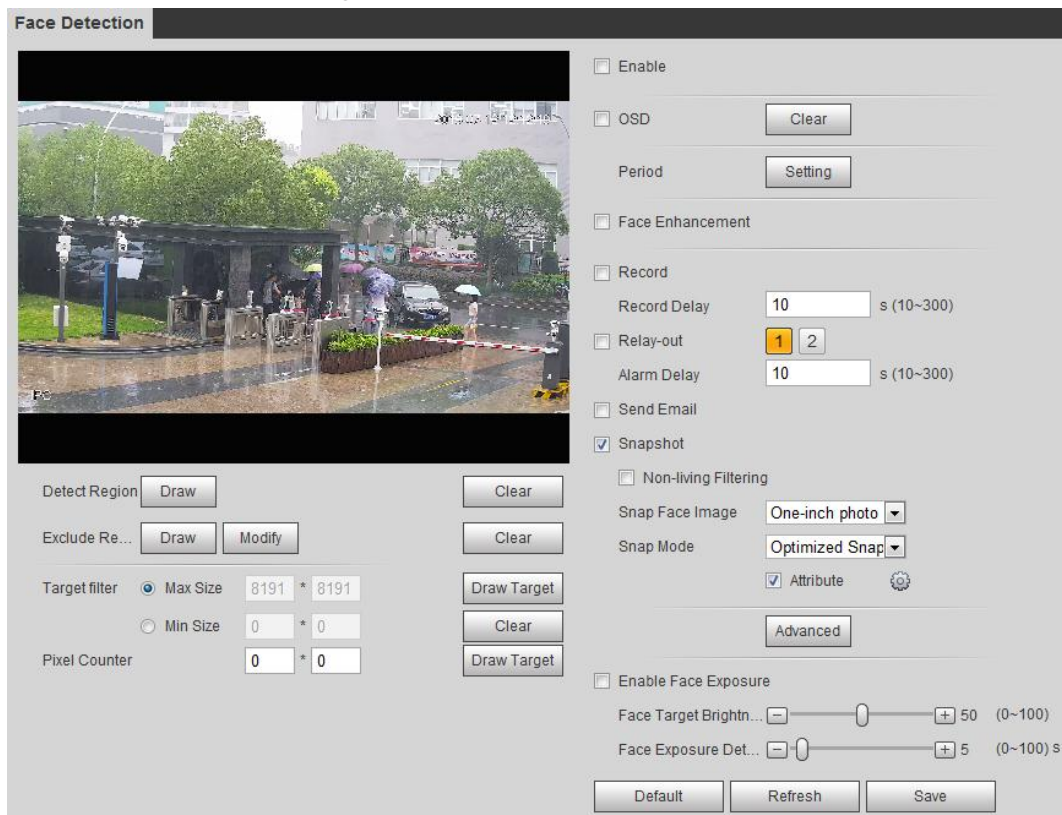 Face Detection
Enable
OSD
Clear
Period
Setting
Face Enhancement
Record
Record Delay
10
s (10~300)
Relay-out
1
2
Alarm Delay
10
s (10~300)
Send Email
Snapshot
Non-living Filtering
Snap Face Image
One-inch photo
Snap Mode
Optimized Snap
Attribute
Advanced
Enable Face Exposure
Face Target Brightn...
50
(0~100)
Face Exposure Det...
5
(0~100) s
Default
Refresh
Save
PC
Detect Region
Draw
Clear
Exclude Re...
Draw
Modify
Clear
Target filter
Max Size
8191 * 8191
Draw Target
Min Size
0 * 0
Clear
Pixel Counter
0 * 0
Draw Target